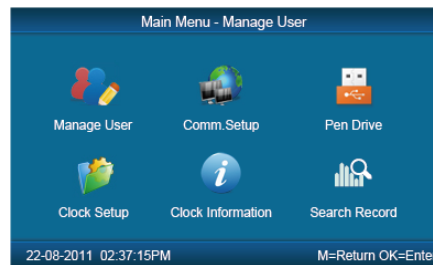 Main Menu - Manage User
Manage User Comm.Setup Pen Drive
Clock Setup Clock Information Search Record
22-08-2011 02:37:15PM M=Return OK=Ente